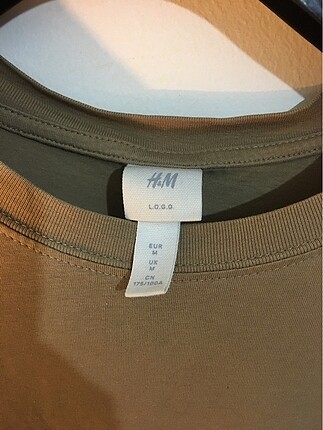 H&M
L.O.G.G.
EUR
M
UK
M
CN
175/100A